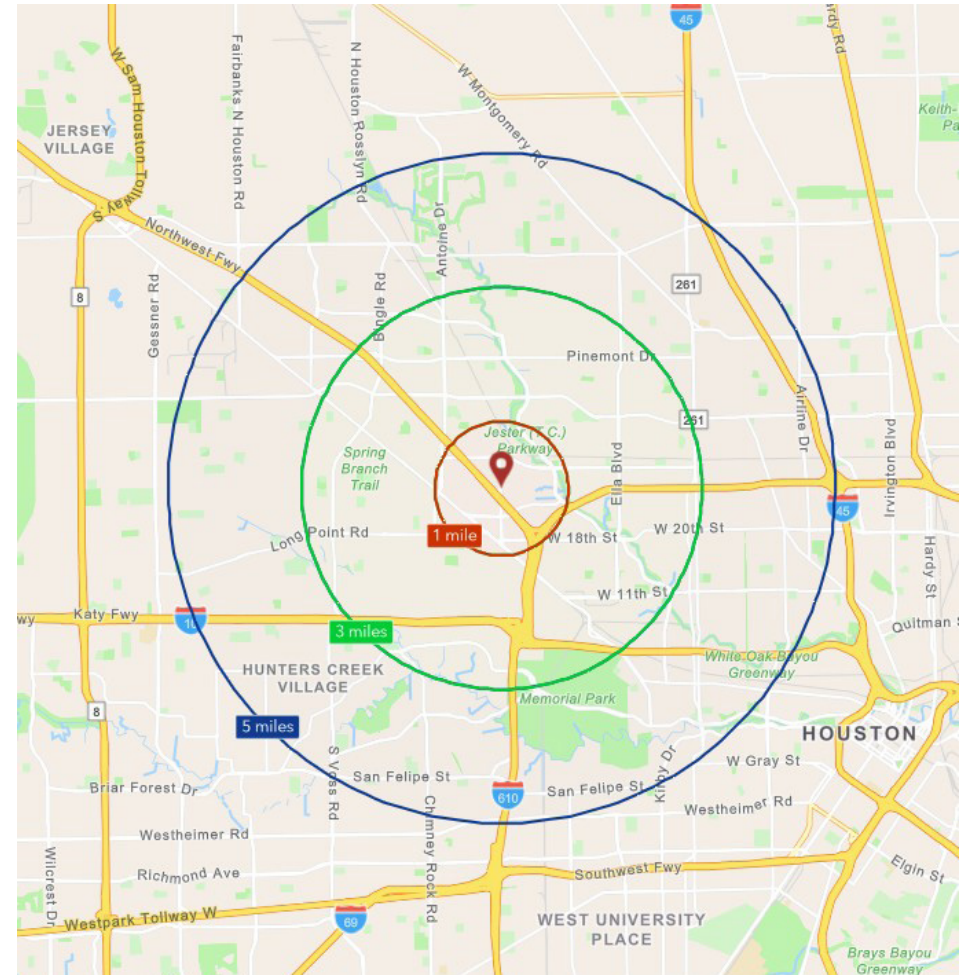 45
Hardy Rd
Fairbanks N Houston Rd
N Houston Rosslyn Rd
W Sam Houston Tollway S
W Montgomery Rd
Keith-
Pa
JERSEY
VILLAGE
Antoine Dr
Northwest Fwy
8
Gessner Rd
Bingle Rd
261
Pinemont Dr
Airline Dr
Irvington Blvd
261
Jester (T.C.)
Parkway
Spring
Branch
Trail
Ella Blvd
45
1 mile
Long Point Rd
W 18th St
W 20th St
Hardy St
W 11th St
Katy Fwy
wy
10
3 miles
Quitman S
HUNTERS CREEK
VILLAGE
White Oak Bayou
Greenway
Memorial Park
8
5 miles
HOUSTON
S Voss Rd
Kirby Dr
W Gray St
San Felipe St
Briar Forest Dr
610
San Felipe St
Chimney Rock Rd
Westheimer Rd
Westheimer Rd
Wilcrest Dr
Richmond Ave
Southwest Fwy
Elgin St
Westpark Tollway W
69
WEST UNIVERSITY
PLACE
Brays Bayou
Greenway